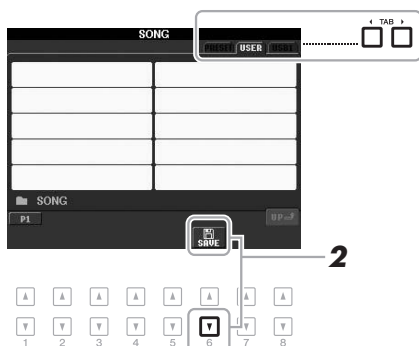 SONG
PRESET USER USB1
◄ TAB ►
SONG
P1
UP
SAVE
2
1 2 3 4 5 6 7 8